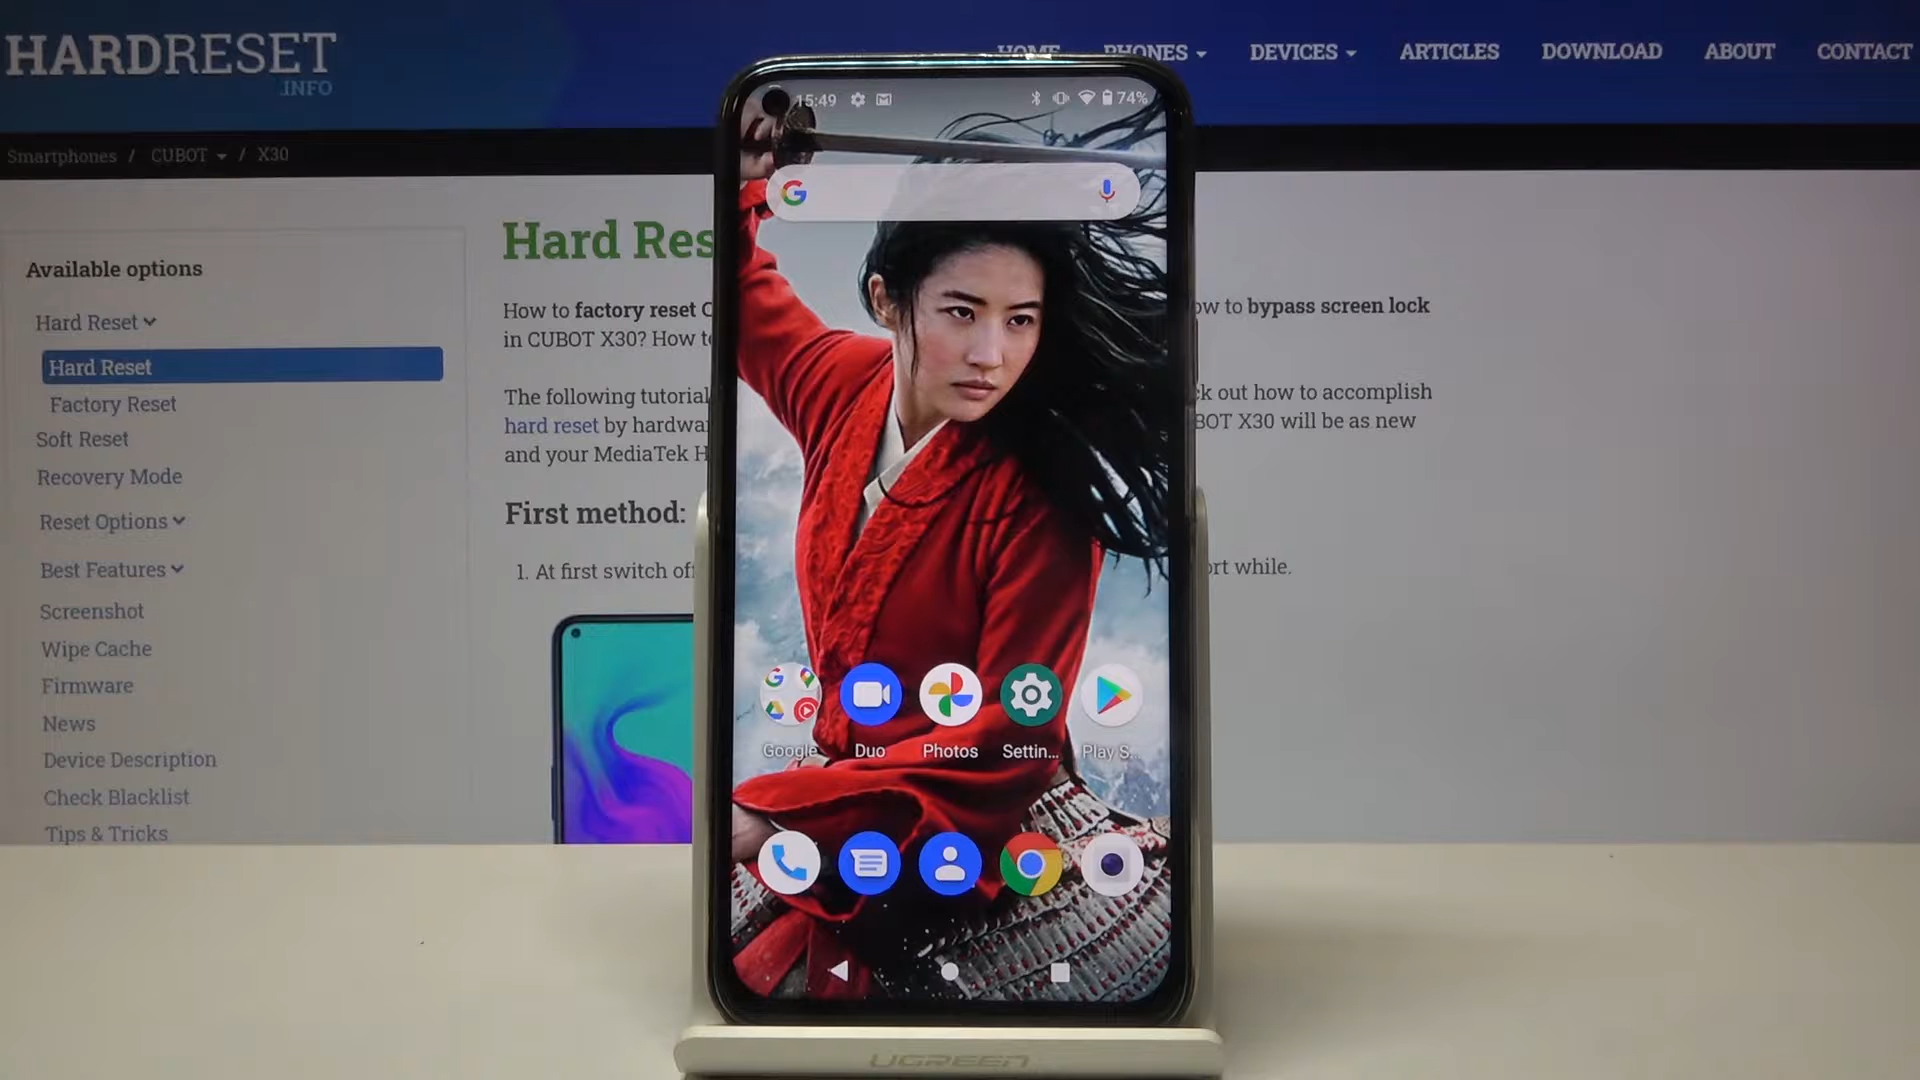 HARDRESET
.INFO
HOME PHONES DEVICES ARTICLES DOWNLOAD ABOUT CONTACT
Smartphones / CUBOT / X30
Available options
Hard Reset
Hard Reset
Factory Reset
Soft Reset
Recovery Mode
Reset Options
Best Features
Screenshot
Wipe Cache
Firmware
News
Device Description
Check Blacklist
Tips & Tricks
Hard Res
How to factory reset C ow to bypass screen lock
in CUBOT X30? How t
The following tutorial ck out how to accomplish
hard reset by hardwa BOT X30 will be as new
and your MediaTek H
First method:
1. At first switch of ort while.
15:49 74%
Google Duo Photos Settin... Play S...
UGREEN